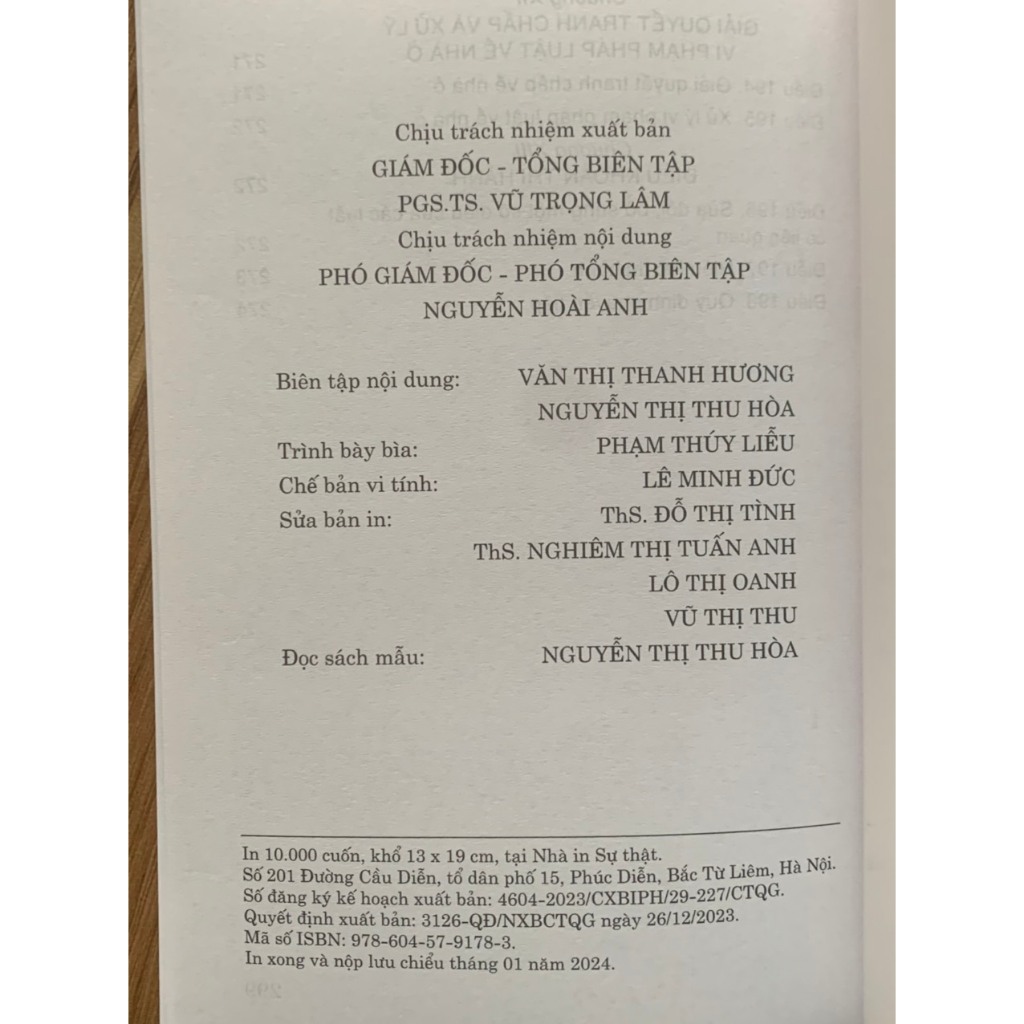 Chịu trách nhiệm xuất bản
GIÁM ĐỐC - TỔNG BIÊN TẬP
PGS.TS. VŨ TRỌNG LÂM
Chịu trách nhiệm nội dung
PHÓ GIÁM ĐỐC - PHÓ TỔNG BIÊN TẬP
NGUYỄN HOÀI ANH
Biên tập nội dung: VĂN THỊ THANH HƯƠNG
NGUYỄN THỊ THU HÒA
Trình bày bìa: PHẠM THÚY LIỄU
Chế bản vi tính: LÊ MINH ĐỨC
Sửa bản in: ThS. ĐỖ THỊ TÌNH
ThS. NGHIÊM THỊ TUẤN ANH
LÔ THỊ OANH
VŨ THỊ THU
Đọc sách mẫu: NGUYỄN THỊ THU HÒA
In 10.000 cuốn, khổ 13 x 19 cm, tại Nhà in Sự thật.
Số 201 Đường Cầu Diễn, tổ dân phố 15, Phúc Diễn, Bắc Từ Liêm, Hà Nội.
Số đăng ký kế hoạch xuất bản: 4604-2023/CXBIPH/29-227/CTQG.
Quyết định xuất bản: 3126-QĐ/NXBCTQG ngày 26/12/2023.
Mã số ISBN: 978-604-57-9178-3.
In xong và nộp lưu chiểu tháng 01 năm 2024.